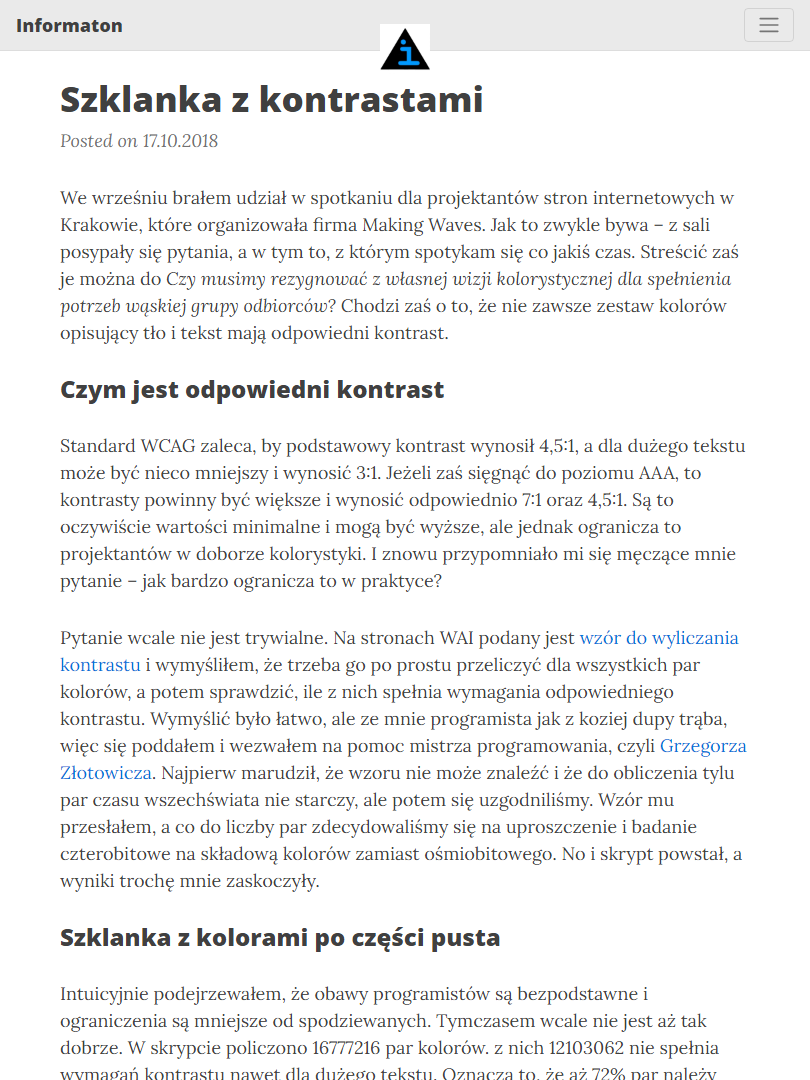 Informaton
i
Szklanka z kontrastami
Posted on 17.10.2018
We wrześniu brałem udział w spotkaniu dla projektantów stron internetowych w
Krakowie, które organizowała firma Making Waves. Jak to zwykle bywa – z sali
posypały się pytania, a w tym to, z którym spotykam się co jakiś czas. Streścić zaś
je można do Czy musimy rezygnować z własnej wizji kolorystycznej dla spełnienia
potrzeb wąskiej grupy odbiorców? Chodzi zaś o to, że nie zawsze zestaw kolorów
opisujący tło i tekst mają odpowiedni kontrast.
Czym jest odpowiedni kontrast
Standard WCAG zaleca, by podstawowy kontrast wynosił 4,5:1, a dla dużego tekstu
może być nieco mniejszy i wynosić 3:1. Jeżeli zaś sięgnąć do poziomu AAA, to
kontrasty powinny być większe i wynosić odpowiednio 7:1 oraz 4,5:1. Są to
oczywiście wartości minimalne i mogą być wyższe, ale jednak ogranicza to
projektantów w doborze kolorystyki. I znowu przypomniało mi się męczące mnie
pytanie – jak bardzo ogranicza to w praktyce?
Pytanie wcale nie jest trywialne. Na stronach WAI podany jest wzór do wyliczania
kontrastu i wymyśliłem, że trzeba go po prostu przeliczyć dla wszystkich par
kolorów, a potem sprawdzić, ile z nich spełnia wymagania odpowiedniego
kontrastu. Wymyślić było łatwo, ale ze mnie programista jak z koziej dupy trąba,
więc się poddałem i wezwałem na pomoc mistrza programowania, czyli Grzegorza
Złotowicza. Najpierw marudził, że wzoru nie może znaleźć i że do obliczenia tylu
par czasu wszechświata nie starczy, ale potem się uzgodniliśmy. Wzór mu
przesłałem, a co do liczby par zdecydowaliśmy się na uproszczenie i badanie
czterobitowe na składową kolorów zamiast ośmiobitowego. No i skrypt powstał, a
wyniki trochę mnie zaskoczyły.
Szklanka z kolorami po części pusta
Intuicyjnie podejrzewałem, że obawy programistów są bezpodstawne i
ograniczenia są mniejsze od spodziewanych. Tymczasem wcale nie jest aż tak
dobrze. W skrypcie policzono 16777216 par kolorów. z nich 12103062 nie spełnia
wymagań kontrastu nawet dla dużego tekstu. Oznacza to, że aż 72% par należy